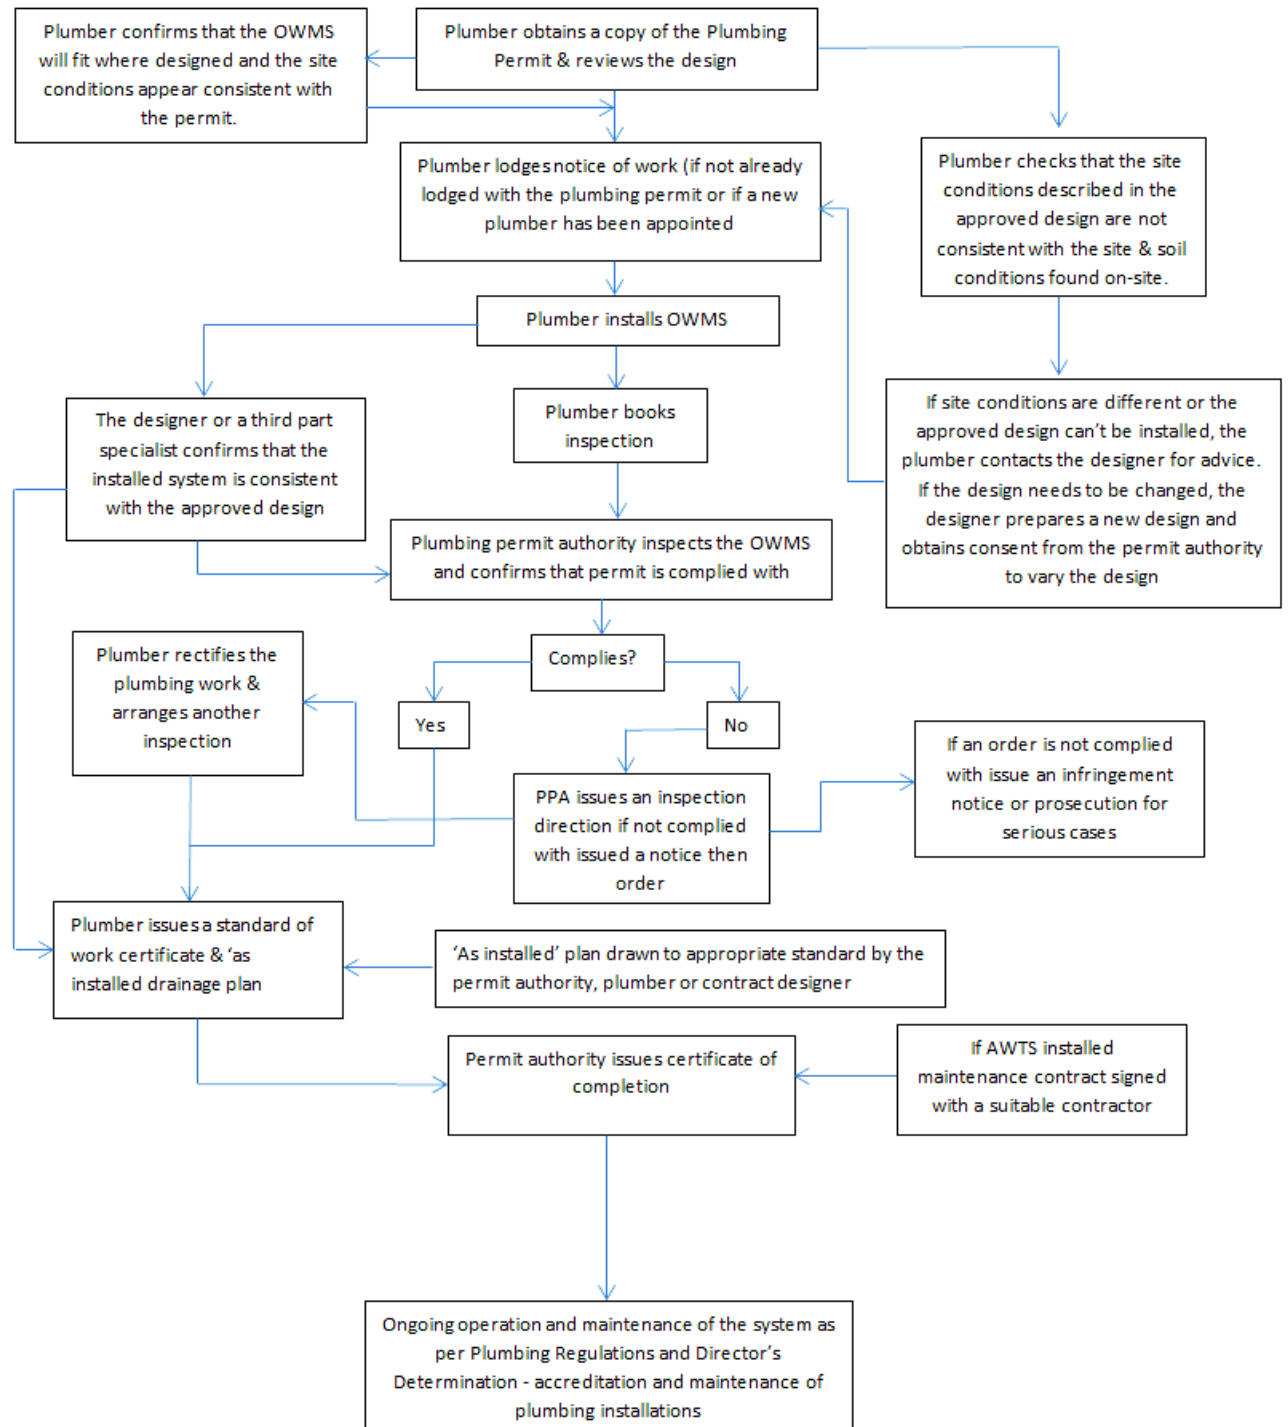 Plumber confirms that the OWMS
will fit where designed and the site
conditions appear consistent with
the permit.
Plumber obtains a copy of the Plumbing
Permit & reviews the design
Plumber lodges notice of work (if not already
lodged with the plumbing permit or if a new
plumber has been appointed
Plumber checks that the site
conditions described in the
approved design are not
consistent with the site & soil
conditions found on-site.
Plumber installs OWMS
The designer or a third part
specialist confirms that the
installed system is consistent
with the approved design
Plumber books
inspection
If site conditions are different or the
approved design can't be installed, the
plumber contacts the designer for advice.
If the design needs to be changed, the
designer prepares a new design and
obtains consent from the permit authority
to vary the design
Plumbing permit authority inspects the OWMS
and confirms that permit is complied with
Complies?
Plumber rectifies the
plumbing work &
arranges another
inspection
Yes
No
If an order is not complied
with issue an infringement
notice or prosecution for
serious cases
PPA issues an inspection
direction if not complied
with issued a notice then
order
Plumber issues a standard of
work certificate & 'as
installed drainage plan
'As installed' plan drawn to appropriate standard by the
permit authority, plumber or contract designer
Permit authority issues certificate of
completion
If AWTS installed
maintenance contract signed
with a suitable contractor
Ongoing operation and maintenance of the system as
per Plumbing Regulations and Director's
Determination - accreditation and maintenance of
plumbing installations